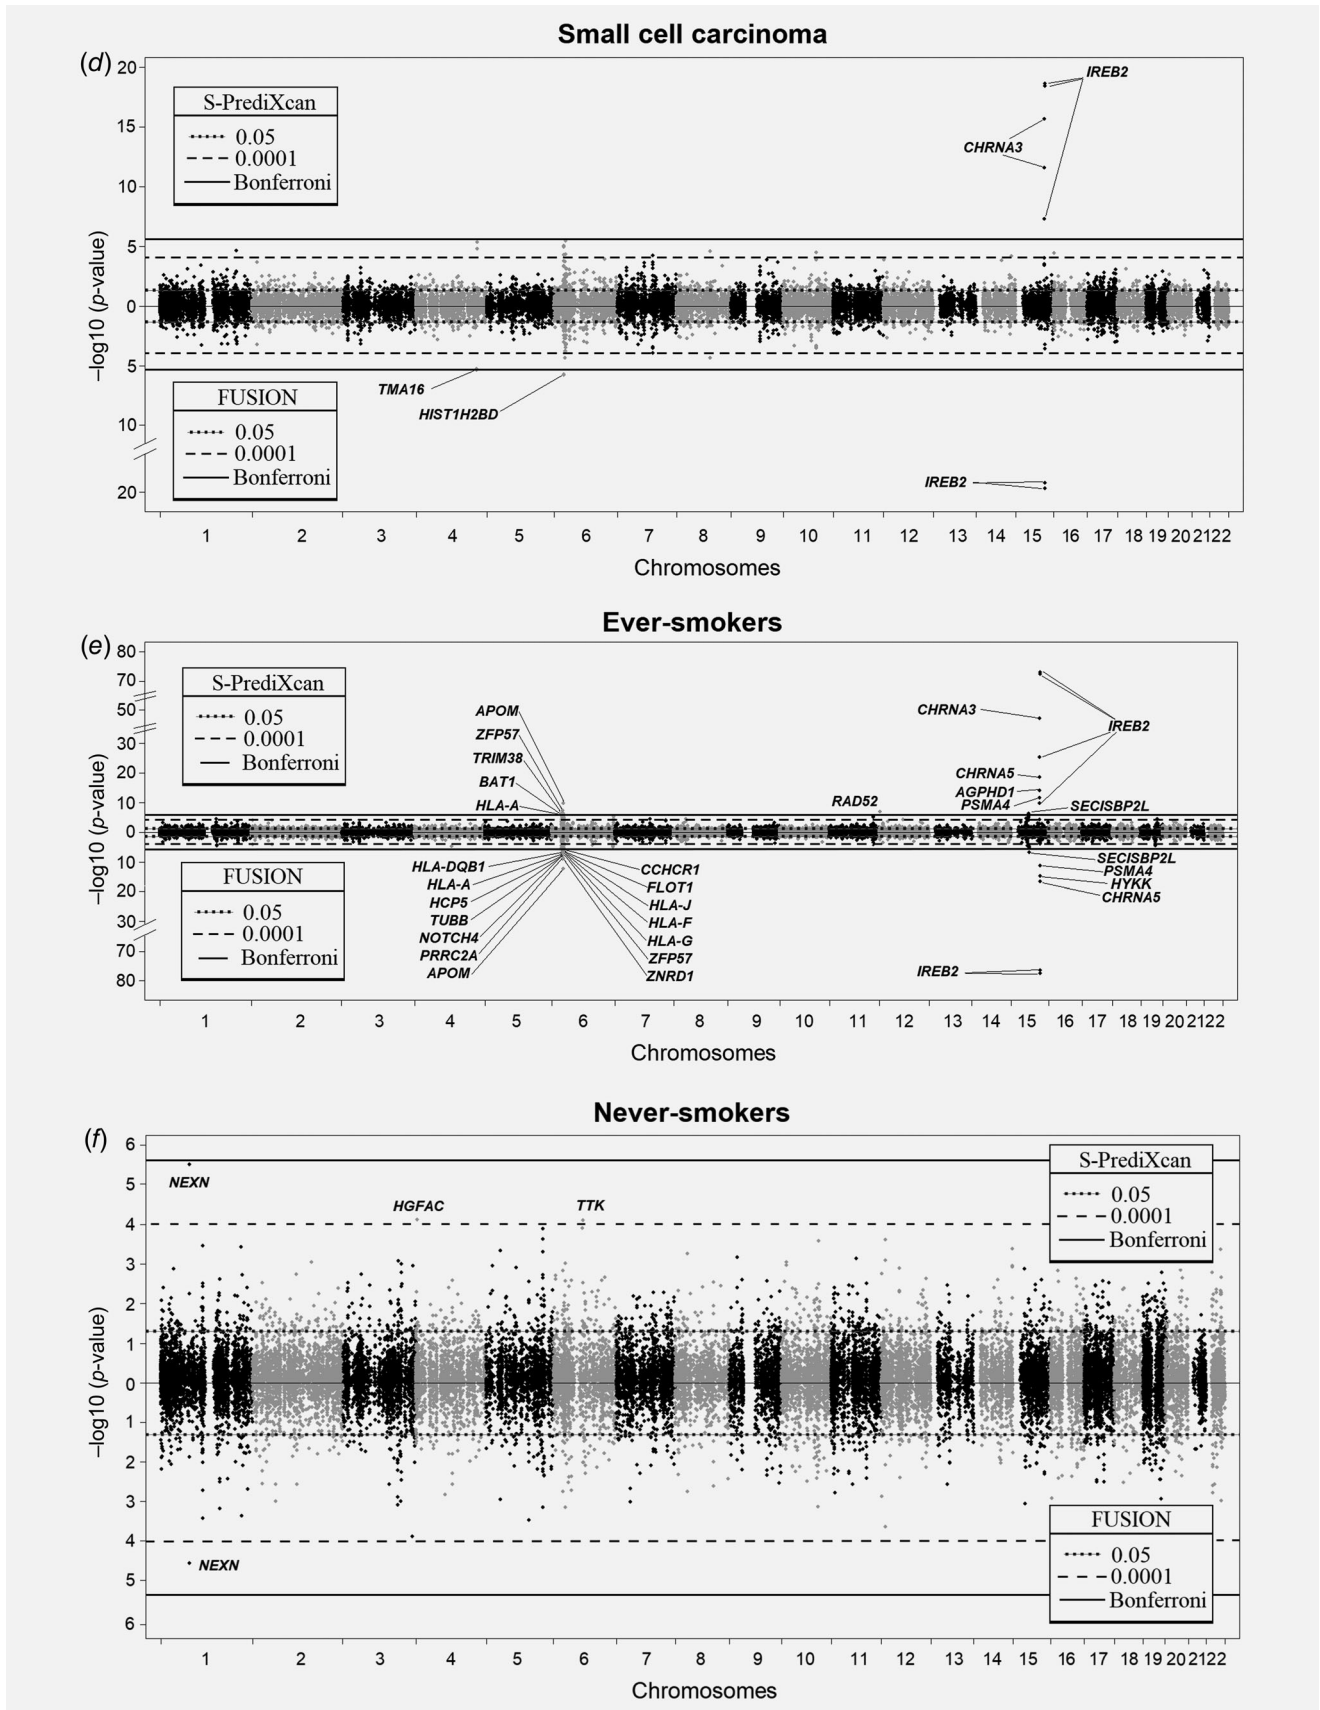 Small cell carcinoma
(d)
20
15
10
5
0
5
10
20
–log10 (p-value)
S-PrediXcan
0.05
0.0001
Bonferroni
IREB2
CHRNA3
FUSION
0.05
0.0001
Bonferroni
TMA16
HIST1H2BD
IREB2
1 2 3 4 5 6 7 8 9 10 11 12 13 14 15 16 17 18 19 20 21 22
Chromosomes
Ever-smokers
(e)
80
70
50
30
20
10
0
10
20
30
70
80
–log10 (p-value)
S-PrediXcan
0.05
0.0001
Bonferroni
APOM
ZFP57
TRIM38
BAT1
HLA-A
RAD52
CHRNA3
IREB2
CHRNA5
AGPHD1
PSMA4
SECISBP2L
FUSION
0.05
0.0001
Bonferroni
HLA-DQB1
HLA-A
HCP5
TUBB
NOTCH4
PRRC2A
APOM
CCHCR1
FLOT1
HLA-J
HLA-F
HLA-G
ZFP57
ZNRD1
SECISBP2L
PSMA4
HYKK
CHRNA5
IREB2
1 2 3 4 5 6 7 8 9 10 11 12 13 14 15 16 17 18 19 20 21 22
Chromosomes
Never-smokers
(f)
6
5
4
3
2
1
0
1
2
3
4
5
6
–log10 (p-value)
NEXN
HGFAC
TTK
S-PrediXcan
0.05
0.0001
Bonferroni
NEXN
FUSION
0.05
0.0001
Bonferroni
1 2 3 4 5 6 7 8 9 10 11 12 13 14 15 16 17 18 19 20 21 22
Chromosomes